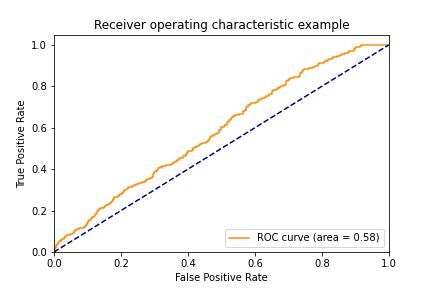 Receiver operating characteristic example
True Positive Rate
1.0
0.8
0.6
0.4
0.2
0.0
ROC curve (area = 0.58)
0.0 0.2 0.4 0.6 0.8 1.0
False Positive Rate